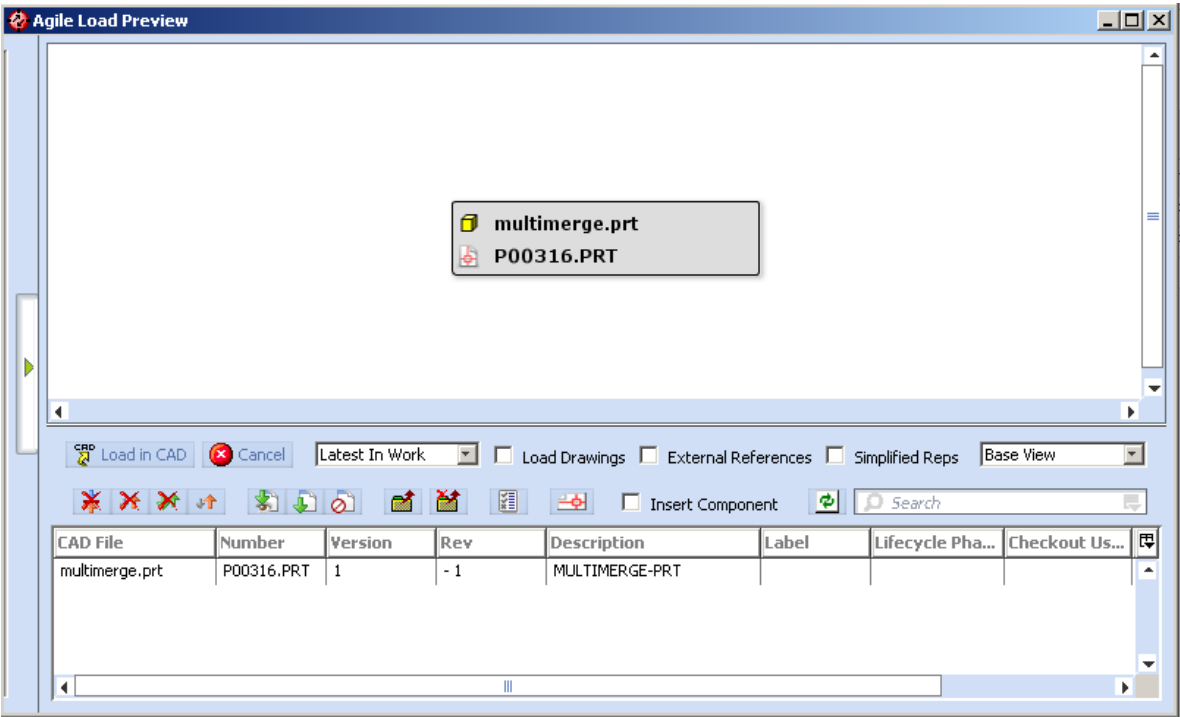 Agile Load Preview
multimerge.prt
P00316.PRT
CAD Load in CAD Cancel Latest In Work Load Drawings External References Simplified Reps Base View
Insert Component Search
CAD File Number Version Rev Description Label Lifecycle Pha... Checkout Us...
multimerge.prt P00316.PRT 1 - 1 MULTIMERGE-PRT